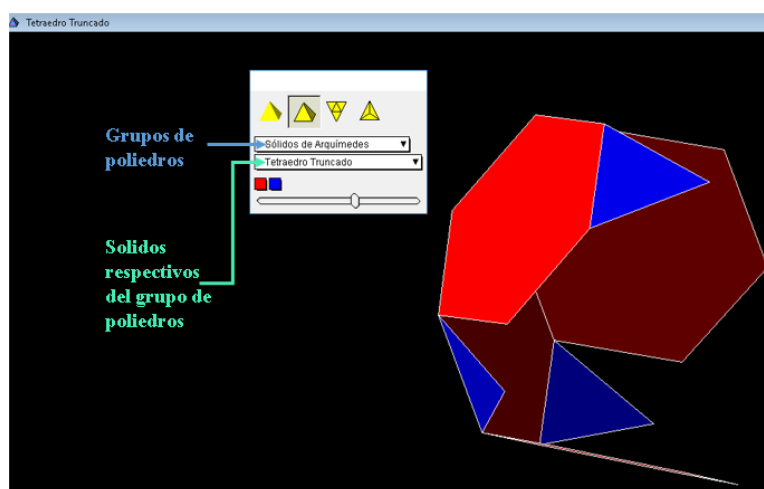 Tetraedro Truncado
Grupos de
poliedros
Sólidos de Arquímedes
Tetraedro Truncado
Solidos
respectivos
del grupo de
poliedros